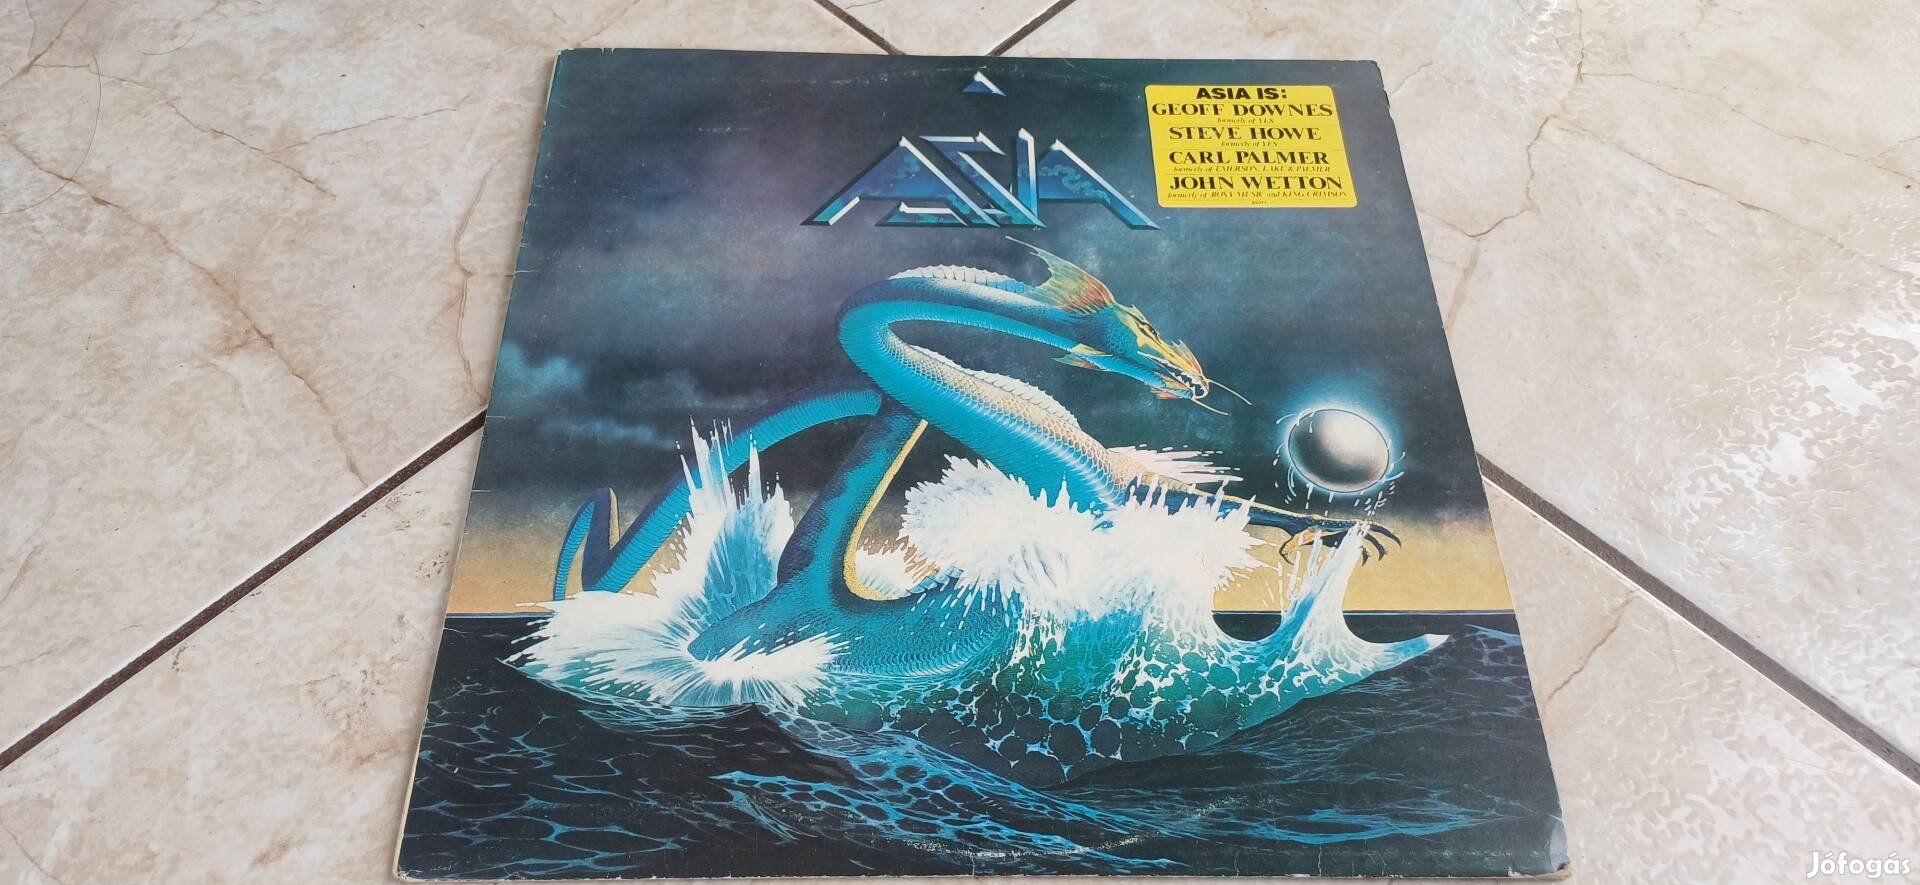 ASIA
ASIA IS:
GEOFF DOWNES
formerly of YES
STEVE HOWE
formerly of YES
CARL PALMER
formerly of EMERSON, LAKE & PALMER
JOHN WETTON
formerly of ROXY MUSIC and KING CRIMSON
Jófogás